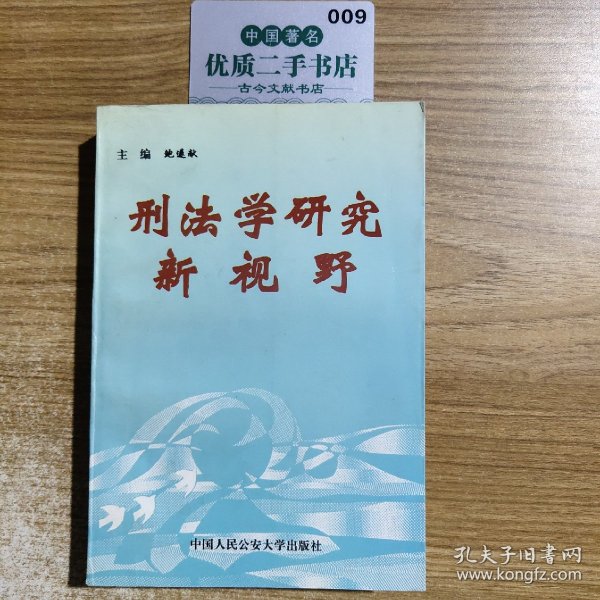 009
中国著名
优质二手书店
古今文献书店
主编 鲍遂献
刑法学研究
新视野
中国人民公安大学出版社
孔夫子旧书网
www.kongfz.com